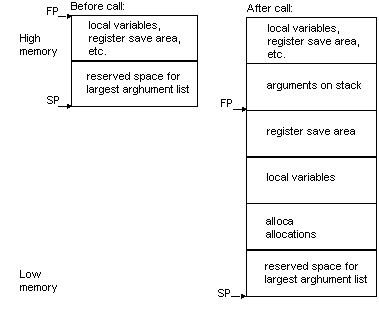 Before call:
FP
High
memory
local variables,
register save area,
etc.
reserved space for
largest arghument list
SP
After call:
local variables,
register save area,
etc.
arguments on stack
FP
register save area
local variables
alloca
allocations
reserved space for
largest arghument list
SP
Low
memory